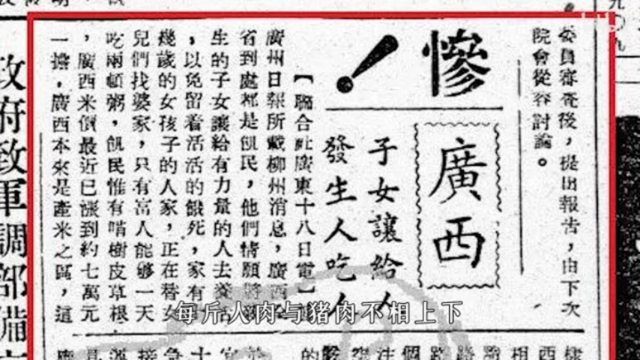 委員審查後，提出報告，由下次
院會從容討論。
慘！
廣西
子女讓給人
發生人吃人
【聯合社廣東十八日電】
廣州日報所載柳州消息，廣西
省到處都是飢民，他們情願將
生的子女讓給有力量的人去養
，以免留着活活的餓死，家有
幾歲的女孩子的人家，正在替女
兒們找婆家，只有富人能够一天
吃兩頓粥，飢民惟有啃樹皮草根
，廣西米價最近已漲到約七萬元
一擔，廣西本來是產米之區，這
政府致軍調部備
每斤人肉与猪肉不相上下